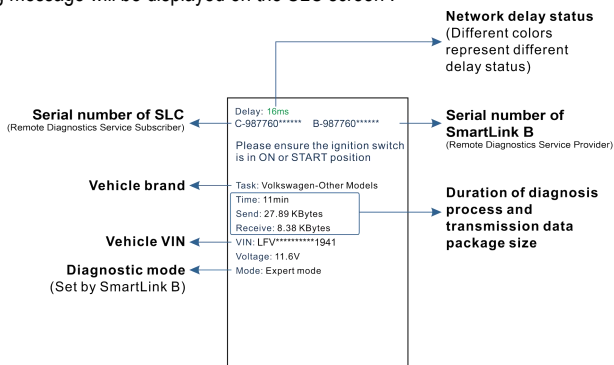 message will be displayed on the SLC screen :
Network delay status
(Different colors
represent different
delay status)
Serial number of SLC
(Remote Diagnostics Service Subscriber)
Delay: 16ms
C-987760****** B-987760******
Please ensure the ignition switch
is in ON or START position
Serial number of
SmartLink B
(Remote Diagnostics Service Provider)
Vehicle brand
Task: Volkswagen-Other Models
Time: 11min
Send: 27.89 KBytes
Receive: 8.38 KBytes
Duration of diagnosis
process and
transmission data
package size
Vehicle VIN
VIN: LFV**********1941
Voltage: 11.6V
Diagnostic mode
(Set by SmartLink B)
Mode: Expert mode